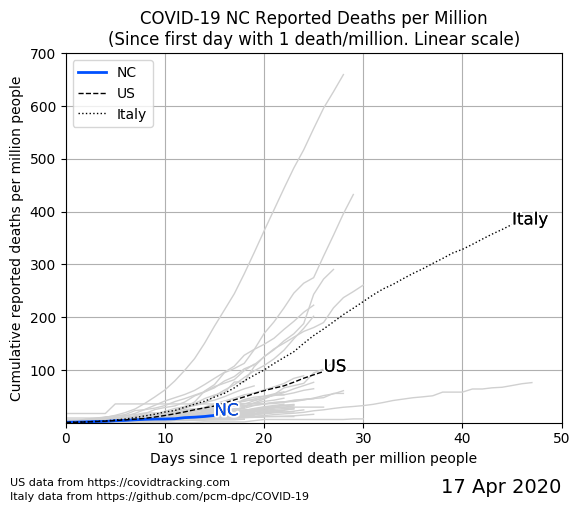 COVID-19 NC Reported Deaths per Million
(Since first day with 1 death/million. Linear scale)
700
600
500
400
300
200
100
Cumulative reported deaths per million people
NC
US
Italy
Italy
US
NC
0
10
20
30
40
50
Days since 1 reported death per million people
US data from https://covidtracking.com
Italy data from https://github.com/pcm-dpc/COVID-19
17 Apr 2020